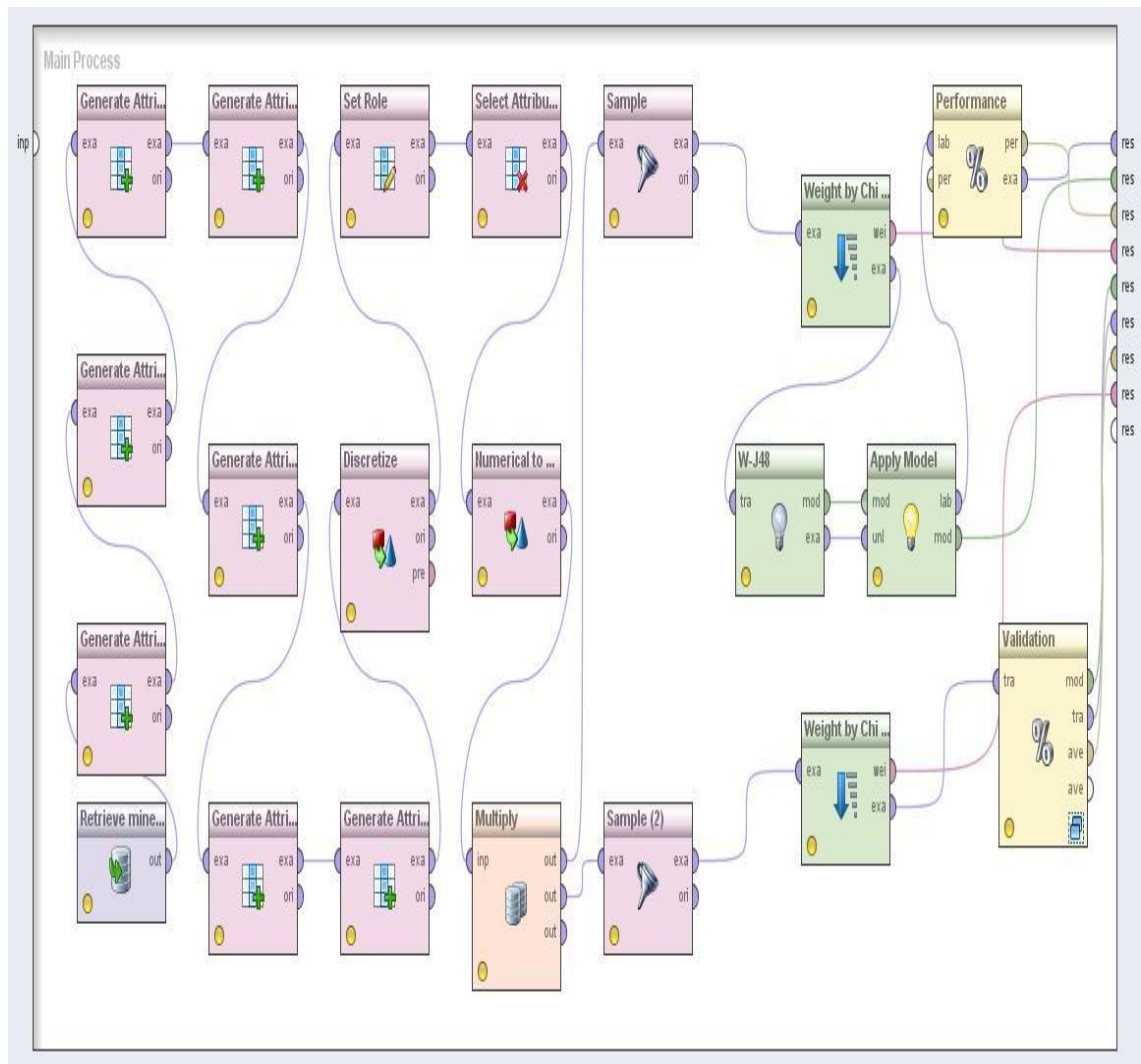 Main Process
Generate Attri...
exa exa
ori
Generate Attri...
exa exa
ori
Set Role
exa exa
ori
Select Attribu...
exa exa
ori
Sample
exa exa
ori
Performance
lab per
per exa
inp
res
res
res
res
res
res
res
res
res
Weight by Chi ...
exa wei
exa
Generate Attri...
exa exa
ori
Generate Attri...
exa exa
ori
Discretize
exa exa
ori
pre
Numerical to ...
exa exa
ori
W-J48
tra mod
exa
Apply Model
mod lab
unl mod
Generate Attri...
exa exa
ori
Validation
tra mod
tra
ave
ave
Weight by Chi ...
exa wei
exa
Retrieve mine...
out
Generate Attri...
exa exa
ori
Generate Attri...
exa exa
ori
Multiply
inp out
out
out
Sample (2)
exa exa
ori